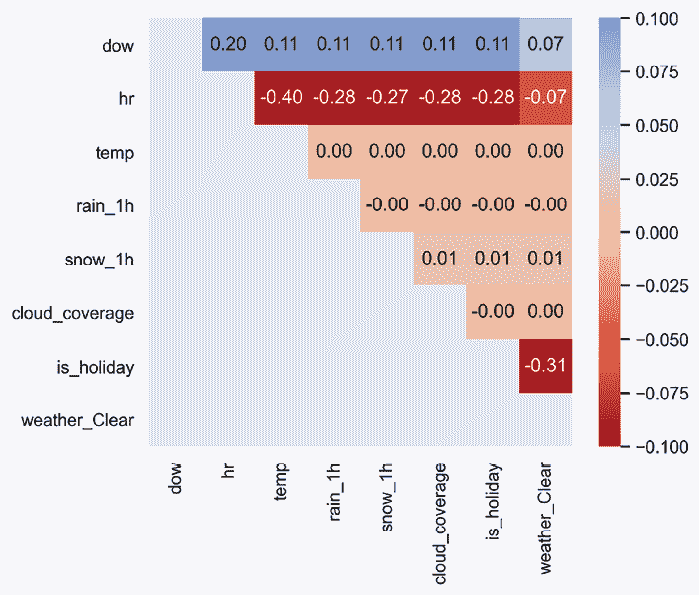 dow 0.20 0.11 0.11 0.11 0.11 0.11 0.07
hr -0.40 -0.28 -0.27 -0.28 -0.28 -0.07
temp 0.00 0.00 0.00 0.00 0.00
rain_1h -0.00 -0.00 -0.00 -0.00
snow_1h 0.01 0.01 0.01
cloud_coverage -0.00 0.00
is_holiday -0.31
weather_Clear
dow
hr
temp
rain_1h
snow_1h
cloud_coverage
is_holiday
weather_Clear
0.100
0.075
0.050
0.025
0.000
−0.025
−0.050
−0.075
−0.100